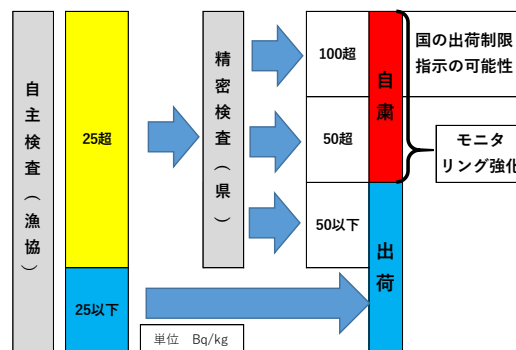 自主検査（漁協）
25超
25以下
精密検査（県）
100超
50超
50以下
自粛
出荷
国の出荷制限
指示の可能性
モニタ
リング強化
単位　Bq/kg